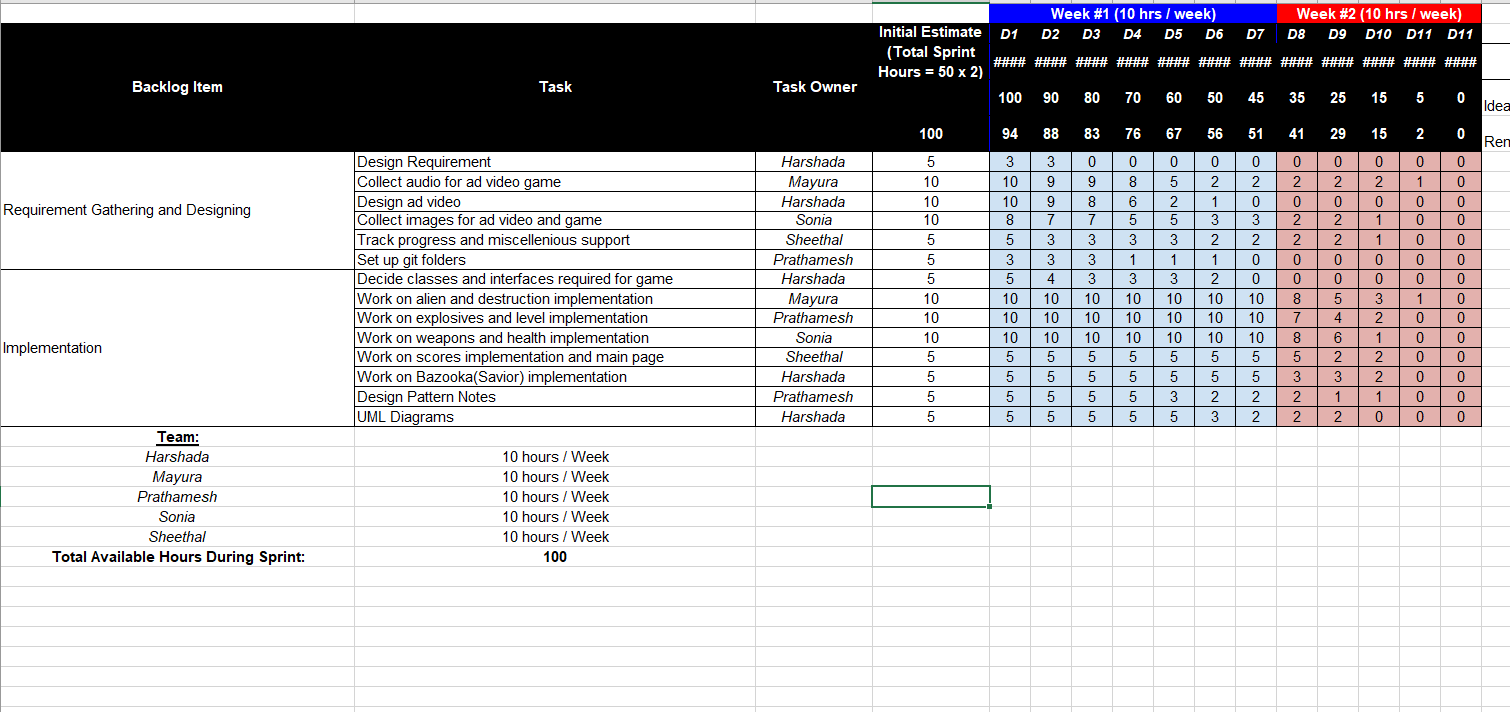 Week #1 (10 hrs / week) Week #2 (10 hrs / week)
Backlog Item Task Task Owner Initial Estimate (Total Sprint Hours = 50 x 2) D1 D2 D3 D4 D5 D6 D7 D8 D9 D10 D11 D11
#### #### #### #### #### #### #### #### #### #### #### ####
100 90 80 70 60 50 45 35 25 15 5 0 Idea
100 94 88 83 76 67 56 51 41 29 15 2 0 Ren
Requirement Gathering and Designing
Design Requirement Harshada 5 3 3 0 0 0 0 0 0 0 0 0 0
Collect audio for ad video game Mayura 10 10 9 9 8 5 2 2 2 2 2 1 0
Design ad video Harshada 10 10 9 8 6 2 1 0 0 0 0 0 0
Collect images for ad video and game Sonia 10 8 7 7 5 5 3 3 2 2 1 0 0
Track progress and miscellenious support Sheethal 5 5 3 3 3 3 2 2 2 2 1 0 0
Set up git folders Prathamesh 5 3 3 3 1 1 1 0 0 0 0 0 0
Implementation
Decide classes and interfaces required for game Harshada 5 5 4 3 3 3 2 0 0 0 0 0 0
Work on alien and destruction implementation Mayura 10 10 10 10 10 10 10 10 8 5 3 1 0
Work on explosives and level implementation Prathamesh 10 10 10 10 10 10 10 10 7 4 2 0 0
Work on weapons and health implementation Sonia 10 10 10 10 10 10 10 10 8 6 1 0 0
Work on scores implementation and main page Sheethal 5 5 5 5 5 5 5 5 5 2 2 0 0
Work on Bazooka(Savior) implementation Harshada 5 5 5 5 5 5 5 5 3 3 2 0 0
Design Pattern Notes Prathamesh 5 5 5 5 5 3 2 2 2 1 1 0 0
UML Diagrams Harshada 5 5 5 5 5 5 3 2 2 2 0 0 0
Team:
Harshada 10 hours / Week
Mayura 10 hours / Week
Prathamesh 10 hours / Week
Sonia 10 hours / Week
Sheethal 10 hours / Week
Total Available Hours During Sprint: 100